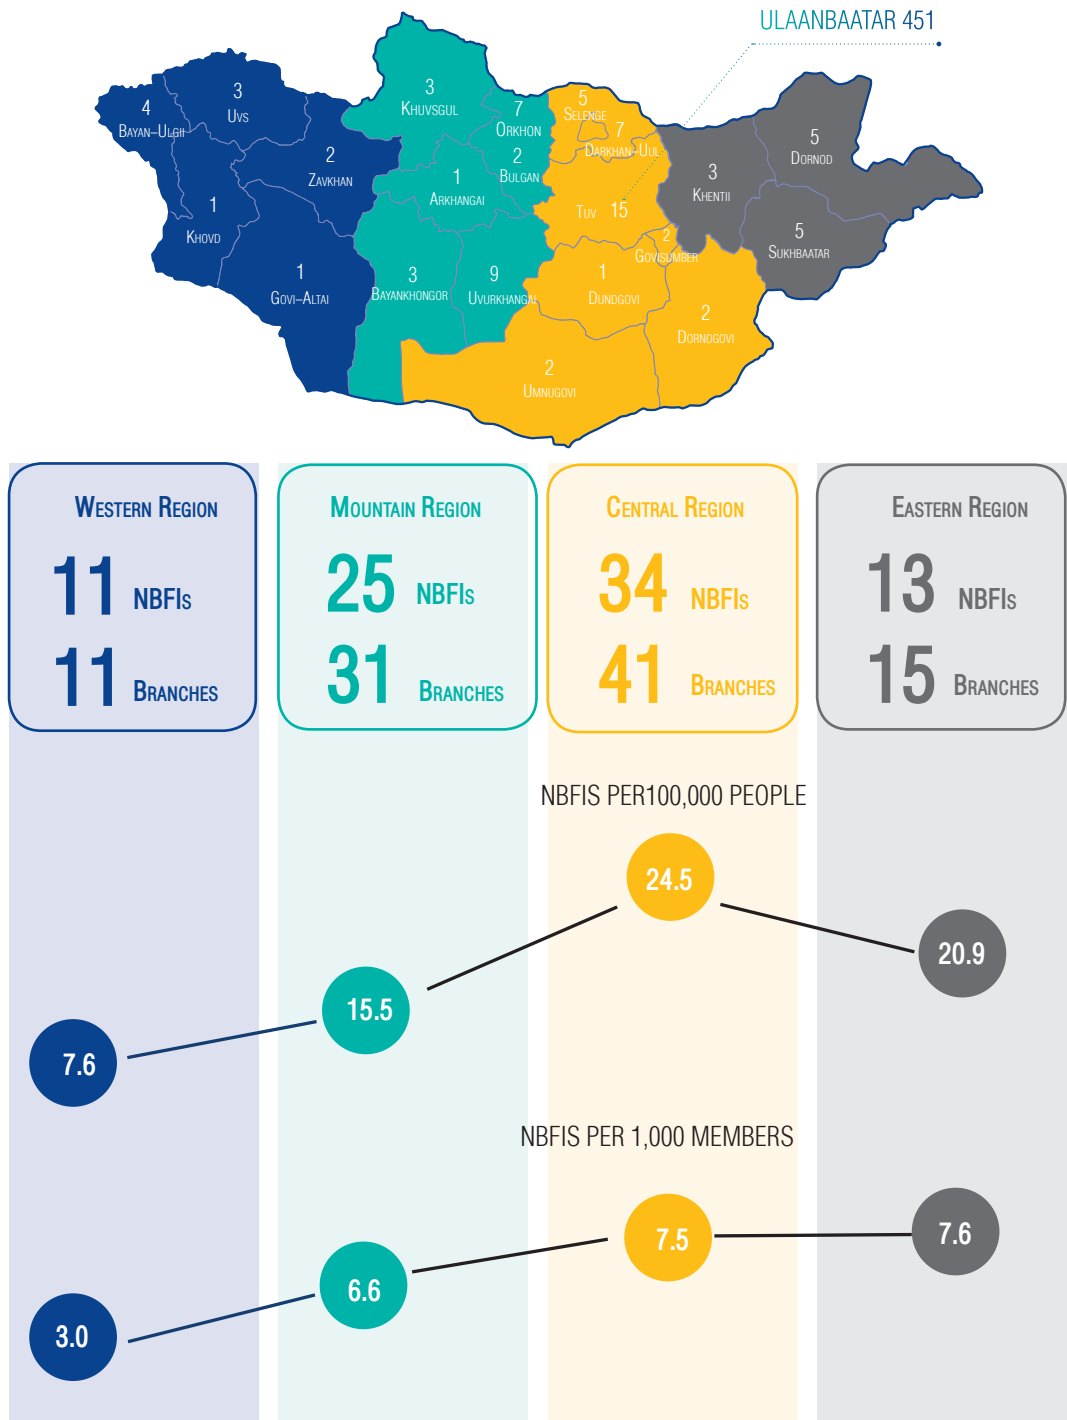 ULAANBAATAR 451
3
KHUVSGUL
3
UVS
4
BAYAN–ULGII
7
ORKHON
5
SELENGE
7
DARKHAN–UUL
5
DORNOD
2
ZAVKHAN
2
BULGAN
1
ARKHANGAI
3
KHENTII
1
KHOVD
TUV 15
2
GOVISUMBER
5
SUKHBAATAR
1
GOVI–ALTAI
3
BAYANKHONGOR
9
UVURKHANGAI
1
DUNDGOVI
2
DORNOGOVI
2
UMNUGOVI
WESTERN REGION
11 NBFIS
11 BRANCHES
MOUNTAIN REGION
25 NBFIS
31 BRANCHES
CENTRAL REGION
34 NBFIS
41 BRANCHES
EASTERN REGION
13 NBFIS
15 BRANCHES
NBFIS PER100,000 PEOPLE
7.6
15.5
24.5
20.9
NBFIS PER 1,000 MEMBERS
3.0
6.6
7.5
7.6